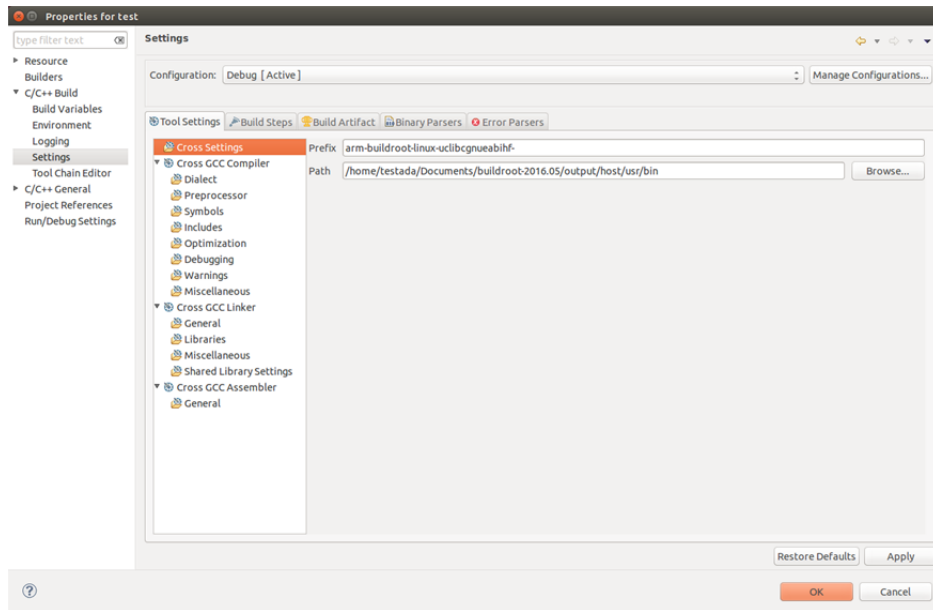 Properties for test
type filter text
Resource
Builders
C/C++ Build
Build Variables
Environment
Logging
Settings
Tool Chain Editor
C/C++ General
Project References
Run/Debug Settings
Settings
Configuration: Debug [ Active ] Manage Configurations...
Tool Settings Build Steps Build Artifact Binary Parsers Error Parsers
Cross Settings
Cross GCC Compiler
Dialect
Preprocessor
Symbols
Includes
Optimization
Debugging
Warnings
Miscellaneous
Cross GCC Linker
General
Libraries
Miscellaneous
Shared Library Settings
Cross GCC Assembler
General
Prefix arm-buildroot-linux-uclibcgnueabihf-
Path /home/testada/Documents/buildroot-2016.05/output/host/usr/bin Browse...
Restore Defaults Apply
? OK Cancel